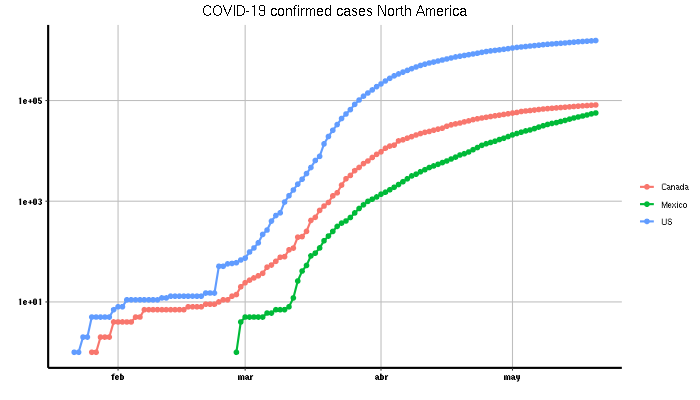 COVID-19 confirmed cases North America
1e+05
1e+03
1e+01
feb
mar
abr
may
Canada
Mexico
US